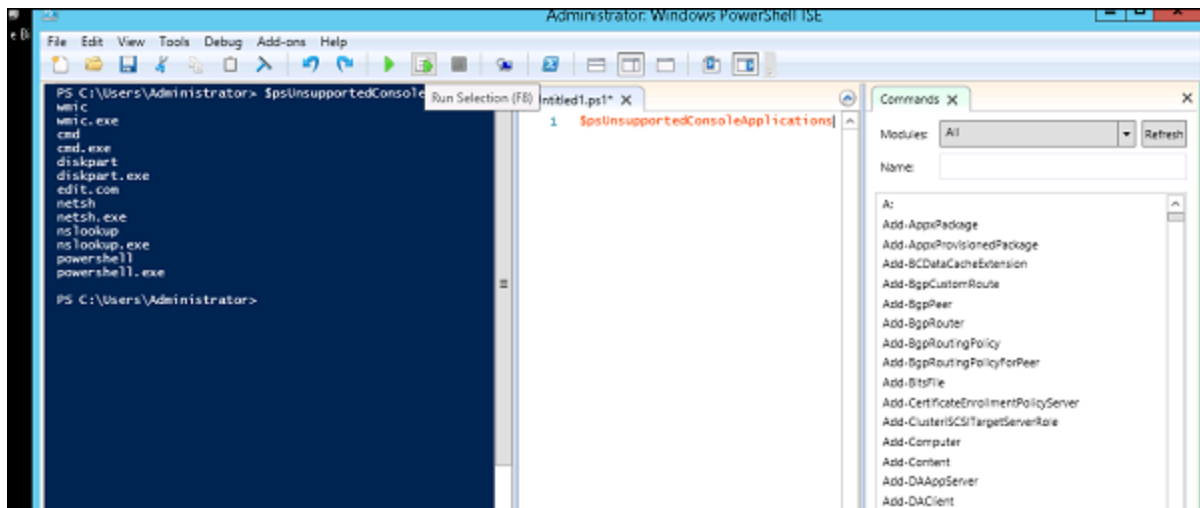 Administrator: Windows PowerShell ISE
File Edit View Tools Debug Add-ons Help
PS C:\Users\Administrator> $psUnsupportedConsole
wmic
wmic.exe
cmd
cmd.exe
diskpart
diskpart.exe
edit.com
netsh
netsh.exe
nslookup
nslookup.exe
powershell
powershell.exe
PS C:\Users\Administrator>
Run Selection (F8)
ntitled1.ps1* X
1 $psUnsupportedConsoleApplications
Commands X
Modules: All Refresh
Name:
A:
Add-AppxPackage
Add-AppxProvisionedPackage
Add-BCDataCacheExtension
Add-BgpCustomRoute
Add-BgpPeer
Add-BgpRouter
Add-BgpRoutingPolicy
Add-BgpRoutingPolicyForPeer
Add-BitsFile
Add-CertificateEnrollmentPolicyServer
Add-ClusteriSCSITargetServerRole
Add-Computer
Add-Content
Add-DAAppServer
Add-DAClient